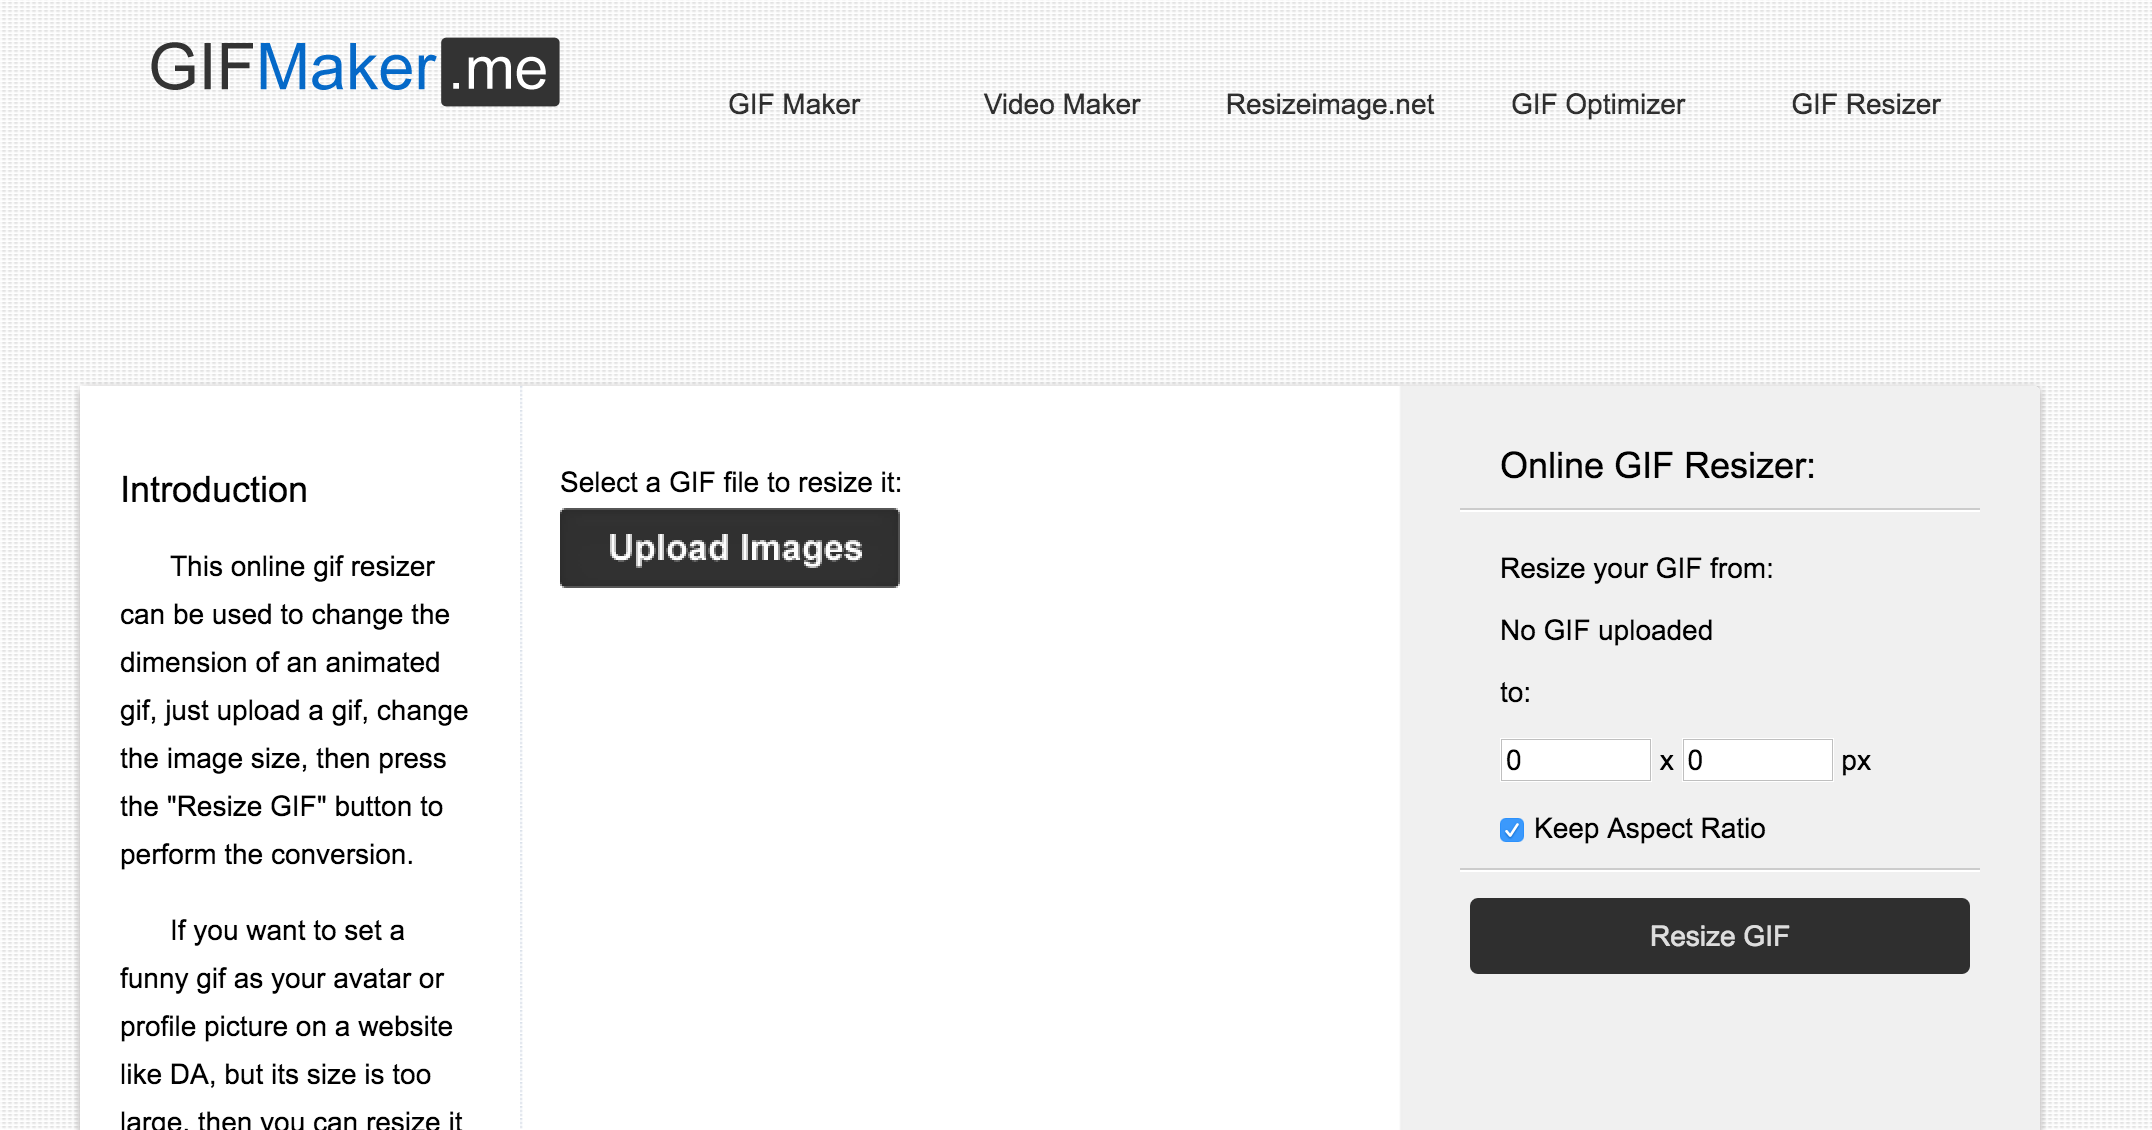 GIFMaker.me
GIF Maker
Video Maker
Resizeimage.net
GIF Optimizer
GIF Resizer
Introduction
This online gif resizer
can be used to change the
dimension of an animated
gif, just upload a gif, change
the image size, then press
the "Resize GIF" button to
perform the conversion.
If you want to set a
funny gif as your avatar or
profile picture on a website
like DA, but its size is too
large, then you can resize it
Select a GIF file to resize it:
Upload Images
Online GIF Resizer:
Resize your GIF from:
No GIF uploaded
to:
0 x 0 px
Keep Aspect Ratio
Resize GIF